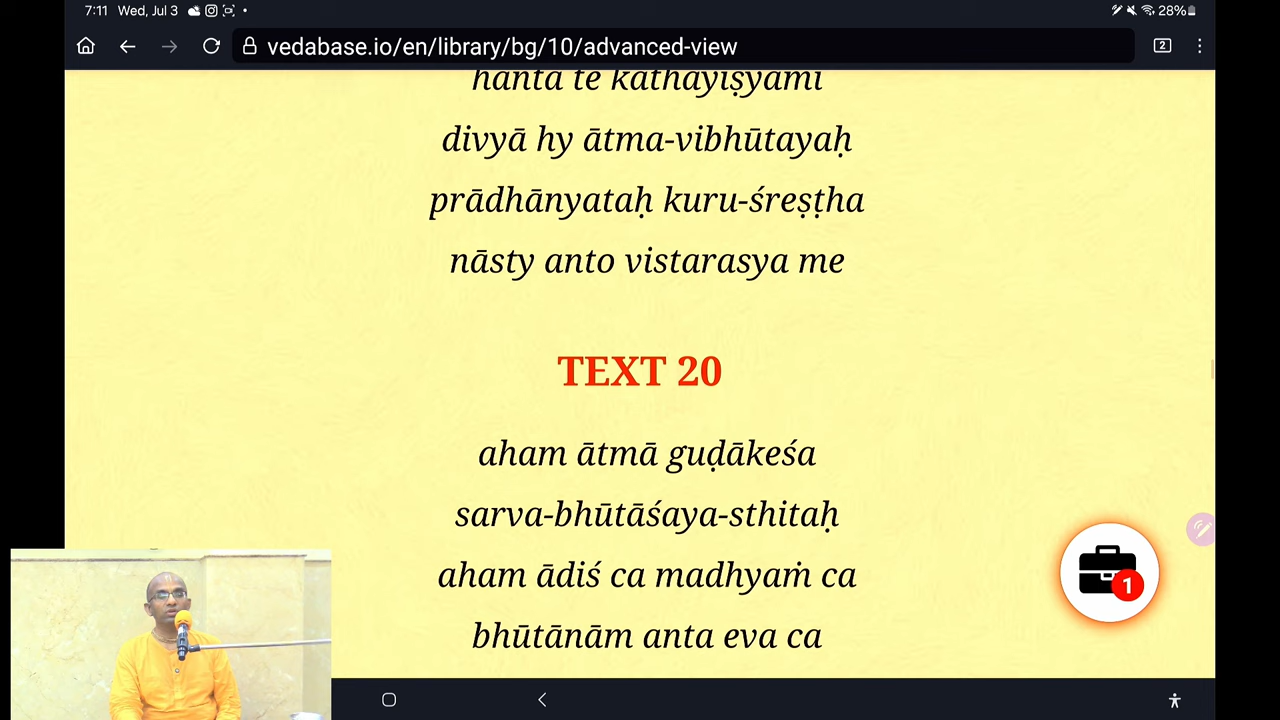 7:11 Wed, Jul 3
28%
vedabase.io/en/library/bg/10/advanced-view
2
hanta te kathayiṣyāmi
divyā hy ātma-vibhūtayaḥ
prādhānyataḥ kuru-śreṣṭha
nāsty anto vistarasya me
TEXT 20
aham ātmā guḍākeśa
sarva-bhūtāśaya-sthitaḥ
aham ādiś ca madhyaṁ ca
bhūtānām anta eva ca
1